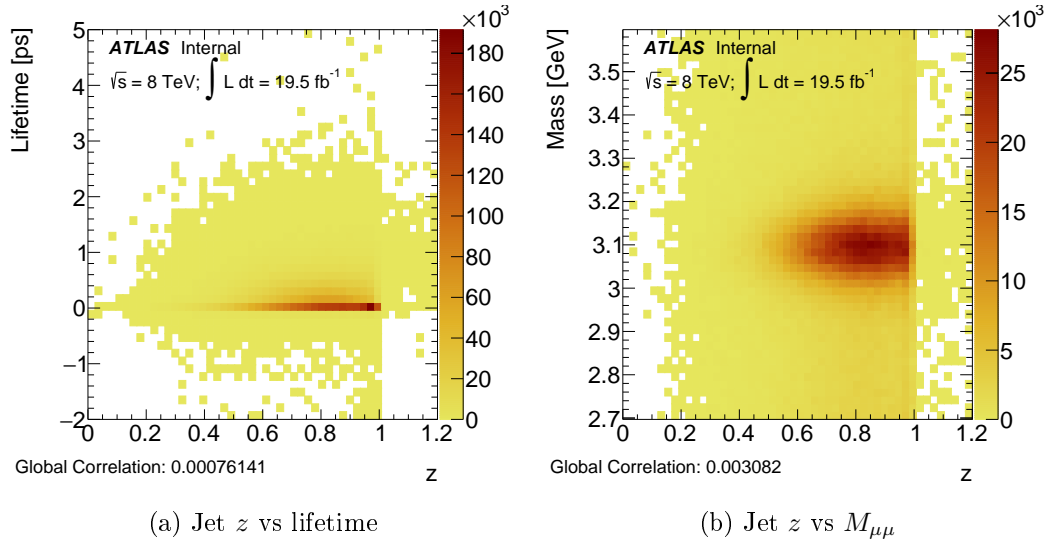 ×10³
ATLAS Internal
√s = 8 TeV; ∫ L dt = 19.5 fb⁻¹
Lifetime [ps]
5
4
3
2
1
0
−1
−2
0 0.2 0.4 0.6 0.8 1 1.2
z
180
160
140
120
100
80
60
40
20
0
Global Correlation: 0.00076141
(a) Jet z vs lifetime
×10³
ATLAS Internal
√s = 8 TeV; ∫ L dt = 19.5 fb⁻¹
Mass [GeV]
3.5
3.4
3.3
3.2
3.1
3
2.9
2.8
2.7
0 0.2 0.4 0.6 0.8 1 1.2
z
25
20
15
10
5
0
Global Correlation: 0.003082
(b) Jet z vs Mμμ